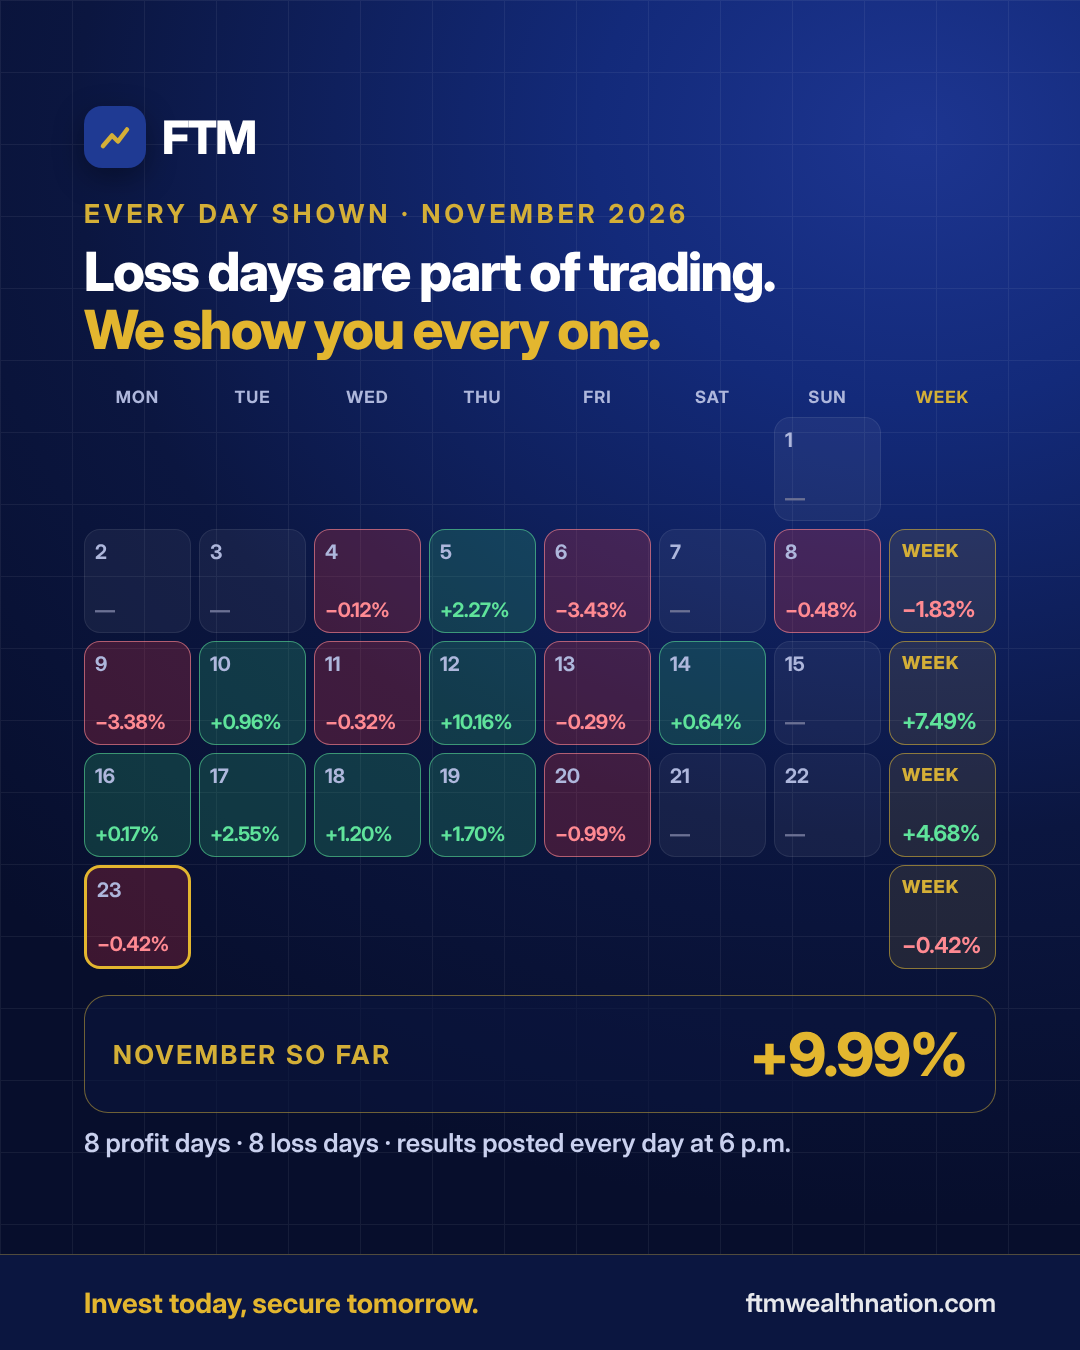 FTM
EVERY DAY SHOWN · NOVEMBER 2026
Loss days are part of trading.
We show you every one.
MON TUE WED THU FRI SAT SUN WEEK
1
—
2 3 4 5 6 7 8 WEEK
— — −0.12% +2.27% −3.43% — −0.48% −1.83%
9 10 11 12 13 14 15 WEEK
−3.38% +0.96% −0.32% +10.16% −0.29% +0.64% — +7.49%
16 17 18 19 20 21 22 WEEK
+0.17% +2.55% +1.20% +1.70% −0.99% — — +4.68%
23 WEEK
−0.42% −0.42%
NOVEMBER SO FAR +9.99%
8 profit days · 8 loss days · results posted every day at 6 p.m.
Invest today, secure tomorrow. ftmwealthnation.com